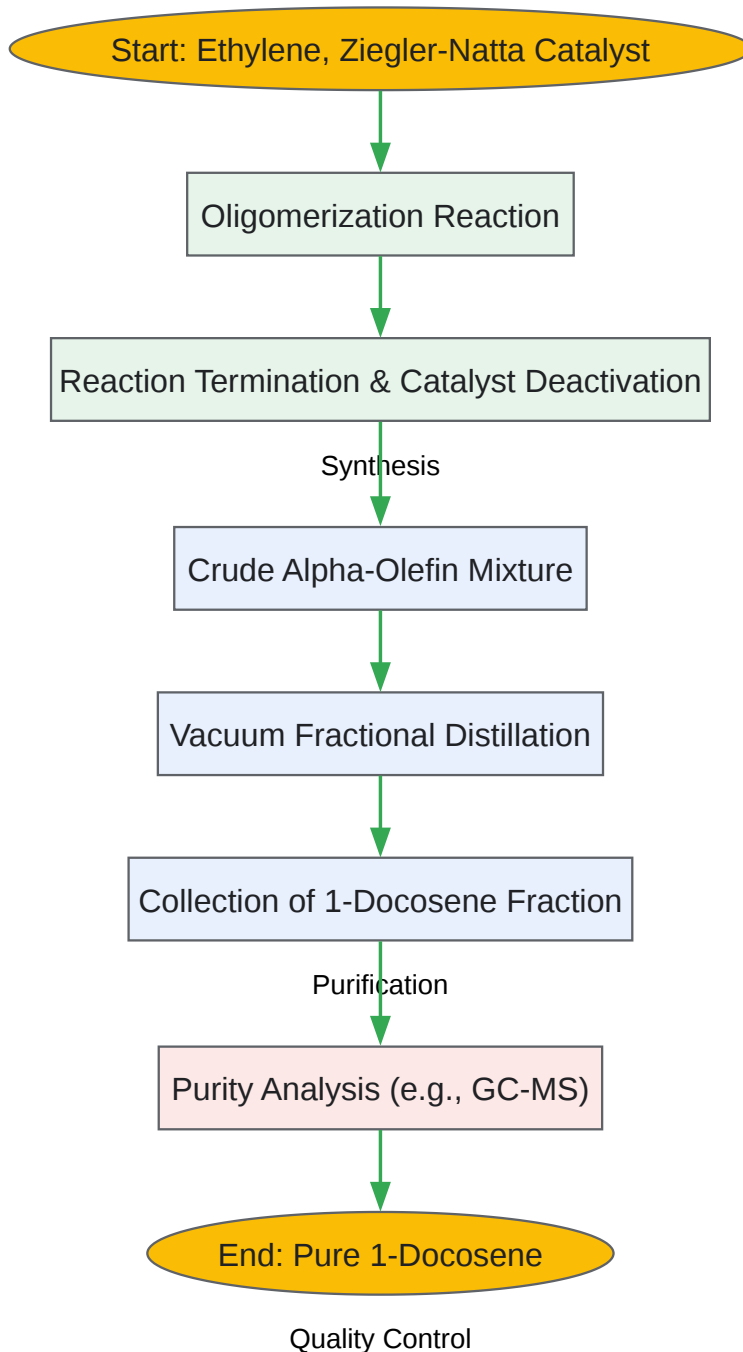 Start: Ethylene, Ziegler-Natta Catalyst
Oligomerization Reaction
Reaction Termination & Catalyst Deactivation
Synthesis
Crude Alpha-Olefin Mixture
Vacuum Fractional Distillation
Collection of 1-Docosene Fraction
Purification
Purity Analysis (e.g., GC-MS)
End: Pure 1-Docosene
Quality Control